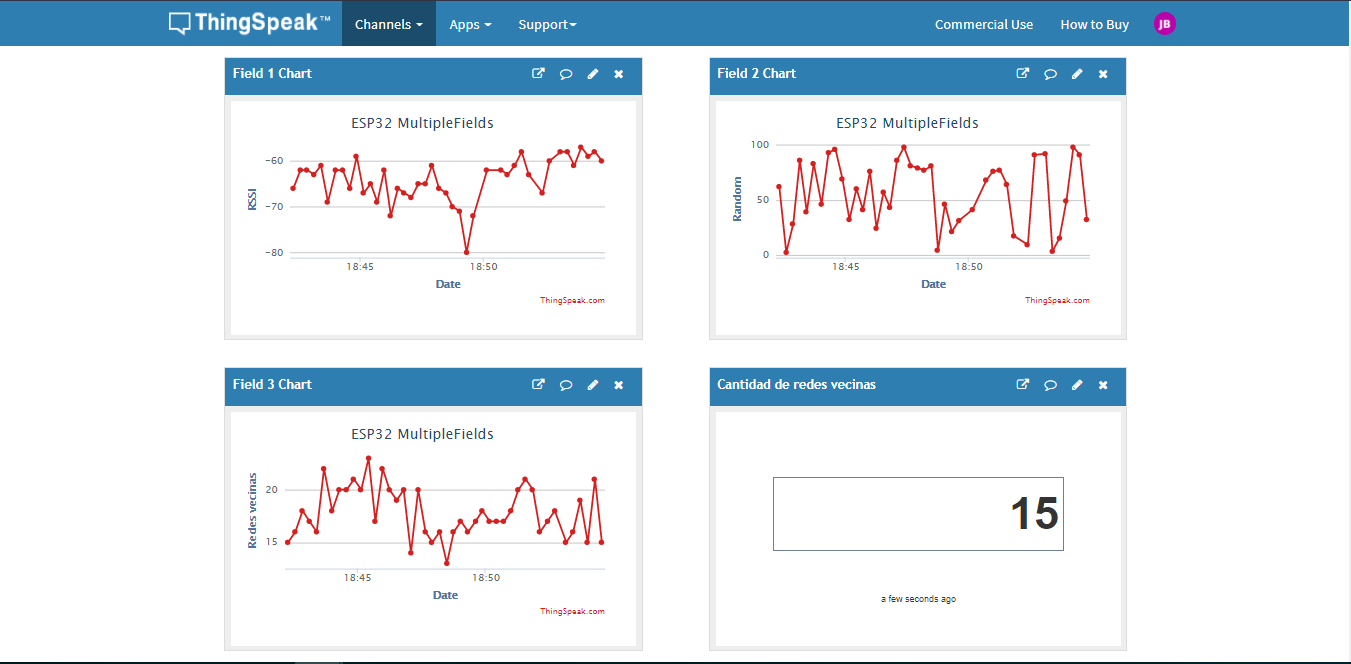 ThingSpeak™ Channels Apps Support Commercial Use How to Buy JB
Field 1 Chart
ESP32 MultipleFields
RSSI
−60
−70
−80
18:45 18:50
Date
ThingSpeak.com
Field 2 Chart
ESP32 MultipleFields
Random
100
50
0
18:45 18:50
Date
ThingSpeak.com
Field 3 Chart
ESP32 MultipleFields
Redes vecinas
20
15
18:45 18:50
Date
ThingSpeak.com
Cantidad de redes vecinas
15
a few seconds ago